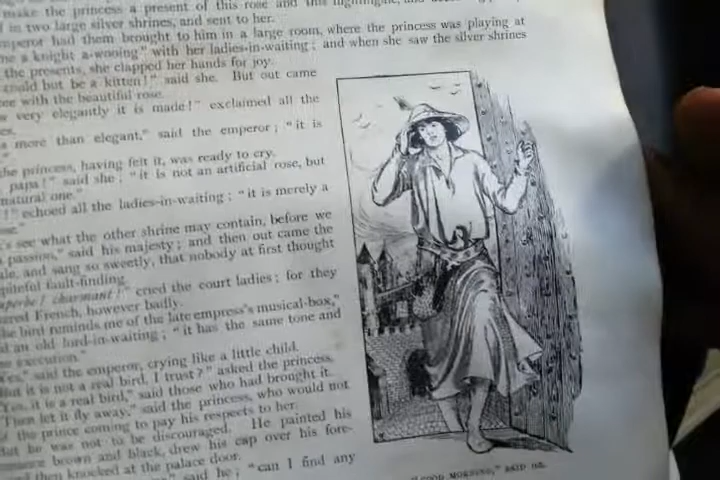 make the princess a present of this rose and this nightingale, and
in two large silver shrines, and sent to her.
had them brought to him in a large room, where the princess was playing at
a knight a-wooing" with her ladies-in-waiting; and when she saw the silver shrines
the presents, she clapped her hands for joy.
could but be a kitten!" said she. But out came
with the beautiful rose.
very elegantly it is made!" exclaimed all the
more than elegant," said the emperor; "it is
the princess, having felt it, was ready to cry.
papa!" said she; "it is not an artificial rose, but
natural one."
echoed all the ladies-in-waiting; "it is merely a
see what the other shrine may contain, before we
passion," said his majesty; and then out came the
and sang so sweetly, that nobody at first thought
spiteful fault-finding.
charmant!" cried the court ladies; for they
French, however badly.
bird reminds me of the late empress's musical-box,"
an old lord-in-waiting; "it has the same tone and
execution."
said the emperor, crying like a little child.
But it is not a real bird, I trust?" asked the princess.
Yes, it is a real bird," said those who had brought it.
Then let it fly away," said the princess, who would not
the prince coming to pay his respects to her.
But he was not to be discouraged. He painted his
brown and black, drew his cap over his fore-
then knocked at the palace door.
said he; "can I find any
"GOOD MORNING," SAID HE.